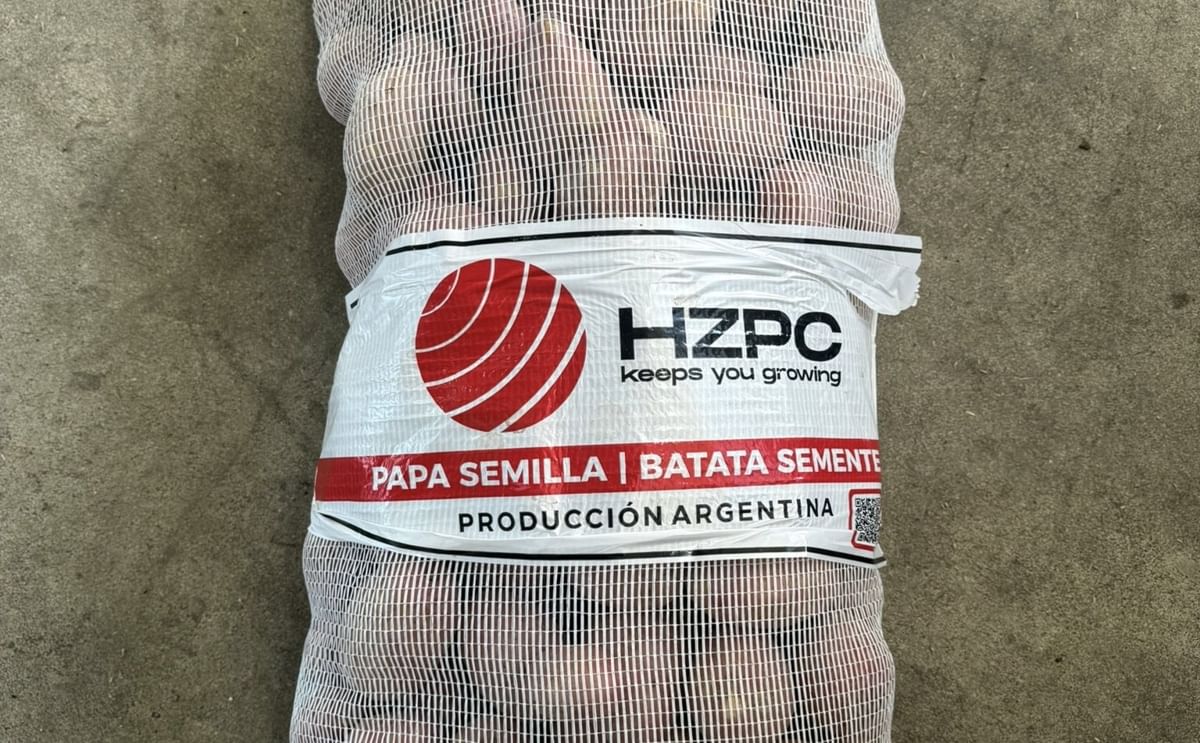 HZPC
keeps you growing
PAPA SEMILLA | BATATA SEMENTE
PRODUCCIÓN ARGENTINA